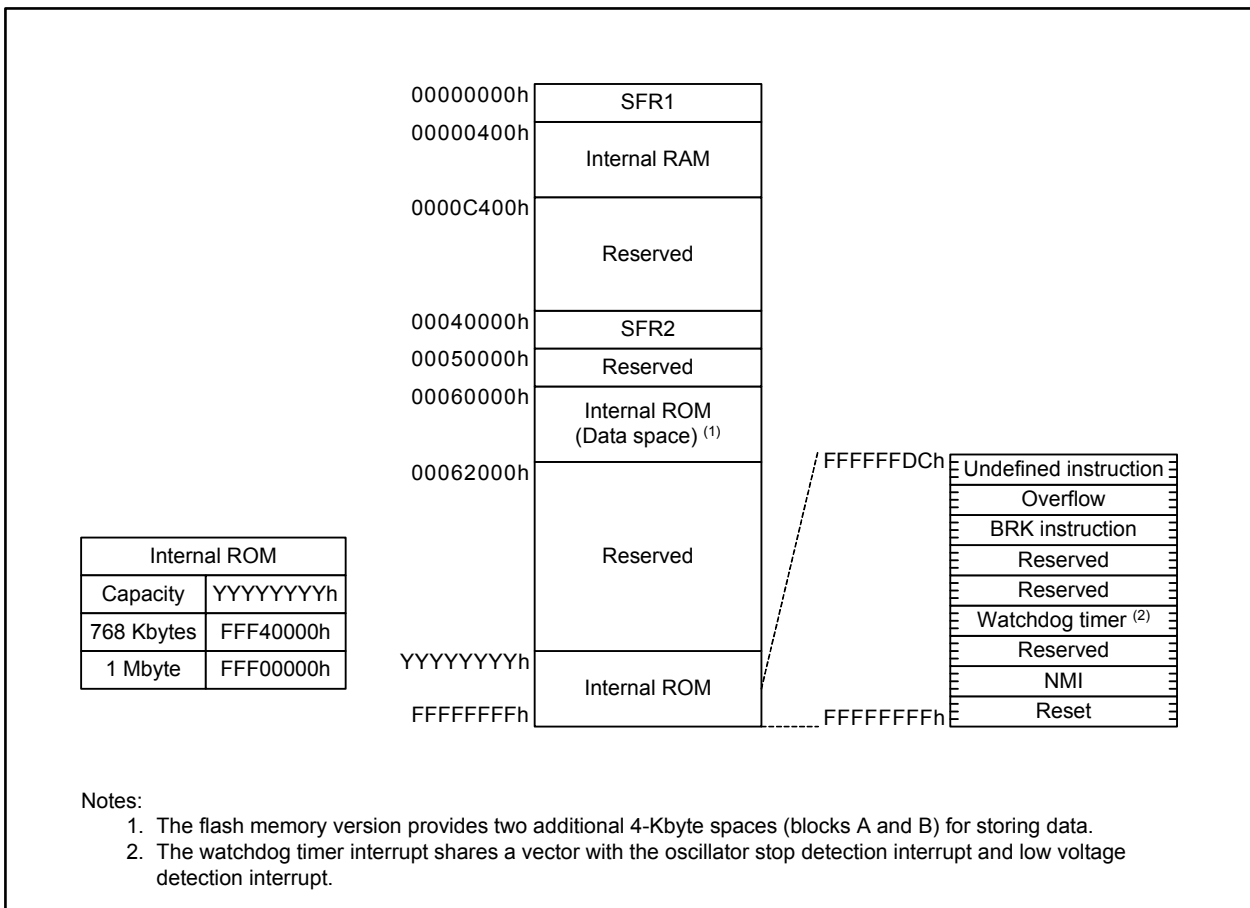 00000000h
SFR1
00000400h
Internal RAM
0000C400h
Reserved
00040000h
SFR2
00050000h
Reserved
00060000h
Internal ROM
(Data space) (1)
00062000h
Reserved
YYYYYYYYh
Internal ROM
FFFFFFFFh
FFFFFFDCh
Undefined instruction
Overflow
BRK instruction
Reserved
Reserved
Watchdog timer (2)
Reserved
NMI
Reset
FFFFFFFFh
Internal ROM
Capacity YYYYYYYYh
768 Kbytes FFF40000h
1 Mbyte FFF00000h
Notes:
1. The flash memory version provides two additional 4-Kbyte spaces (blocks A and B) for storing data.
2. The watchdog timer interrupt shares a vector with the oscillator stop detection interrupt and low voltage
detection interrupt.